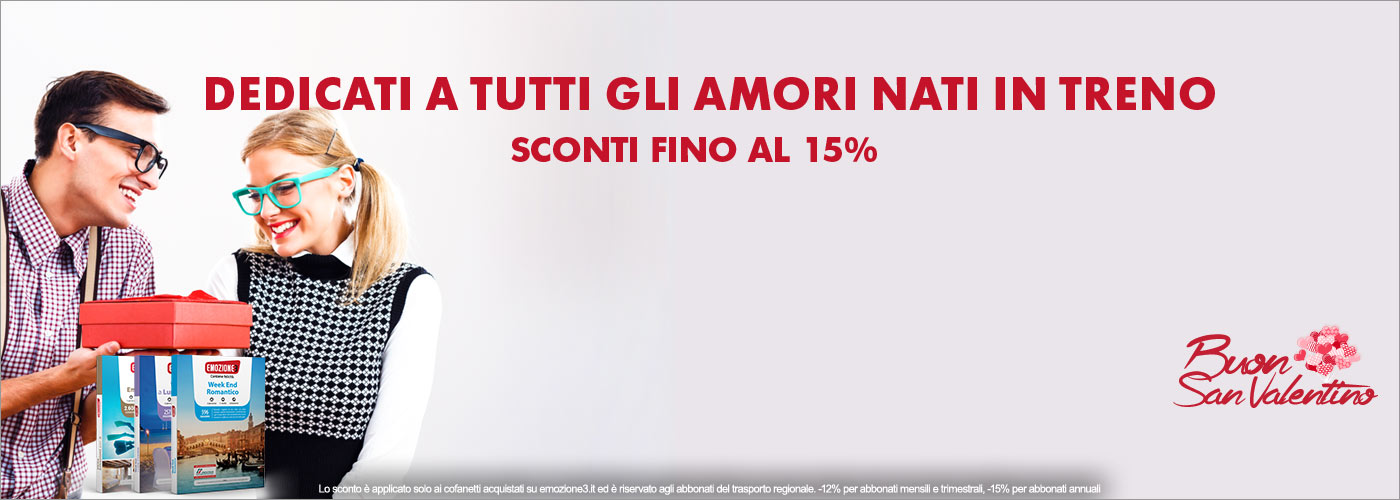 DEDICATI A TUTTI GLI AMORI NATI IN TRENO
SCONTI FINO AL 15%
EMOZIONE
Week End
Romantico
396
Buon
San Valentino
Lo sconto è applicato solo ai cofanetti acquistati su emozione3.it ed è riservato agli abbonati del trasporto regionale. -12% per abbonati mensili e trimestrali, -15% per abbonati annuali